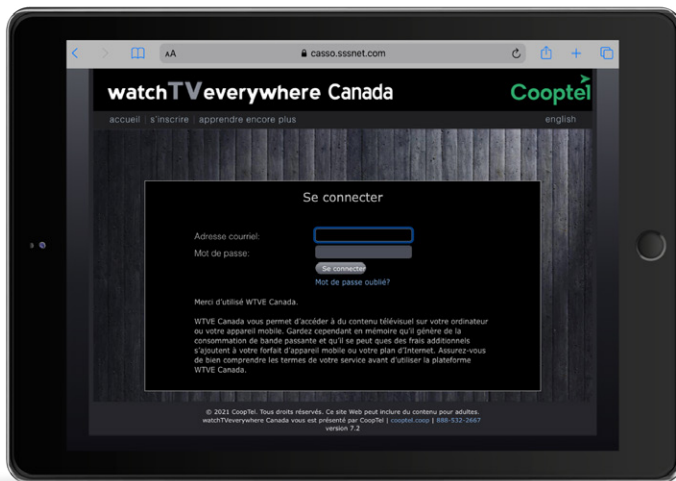 AA
casso.sssnet.com
watchTVeverywhere Canada
Cooptel
accueil | s'inscrire | apprendre encore plus
english
Se connecter
Adresse courriel:
Mot de passe:
Se connecter
Mot de passe oublié?
Merci d'utilisé WTVE Canada.
WTVE Canada vous permet d'accéder à du contenu télévisuel sur votre ordinateur
ou votre appareil mobile. Gardez cependant en mémoire qu'il génère de la
consommation de bande passante et qu'il se peut ques des frais additionnels
s'ajoutent à votre forfait d'appareil mobile ou votre plan d'Internet. Assurez-vous
de bien comprendre les termes de votre service avant d'utiliser la plateforme
WTVE Canada.
© 2021 CoopTel. Tous droits réservés. Ce site Web peut inclure du contenu pour adultes.
watchTVeverywhere Canada vous est présenté par CoopTel | cooptel.coop | 888-532-2667
version 7.2